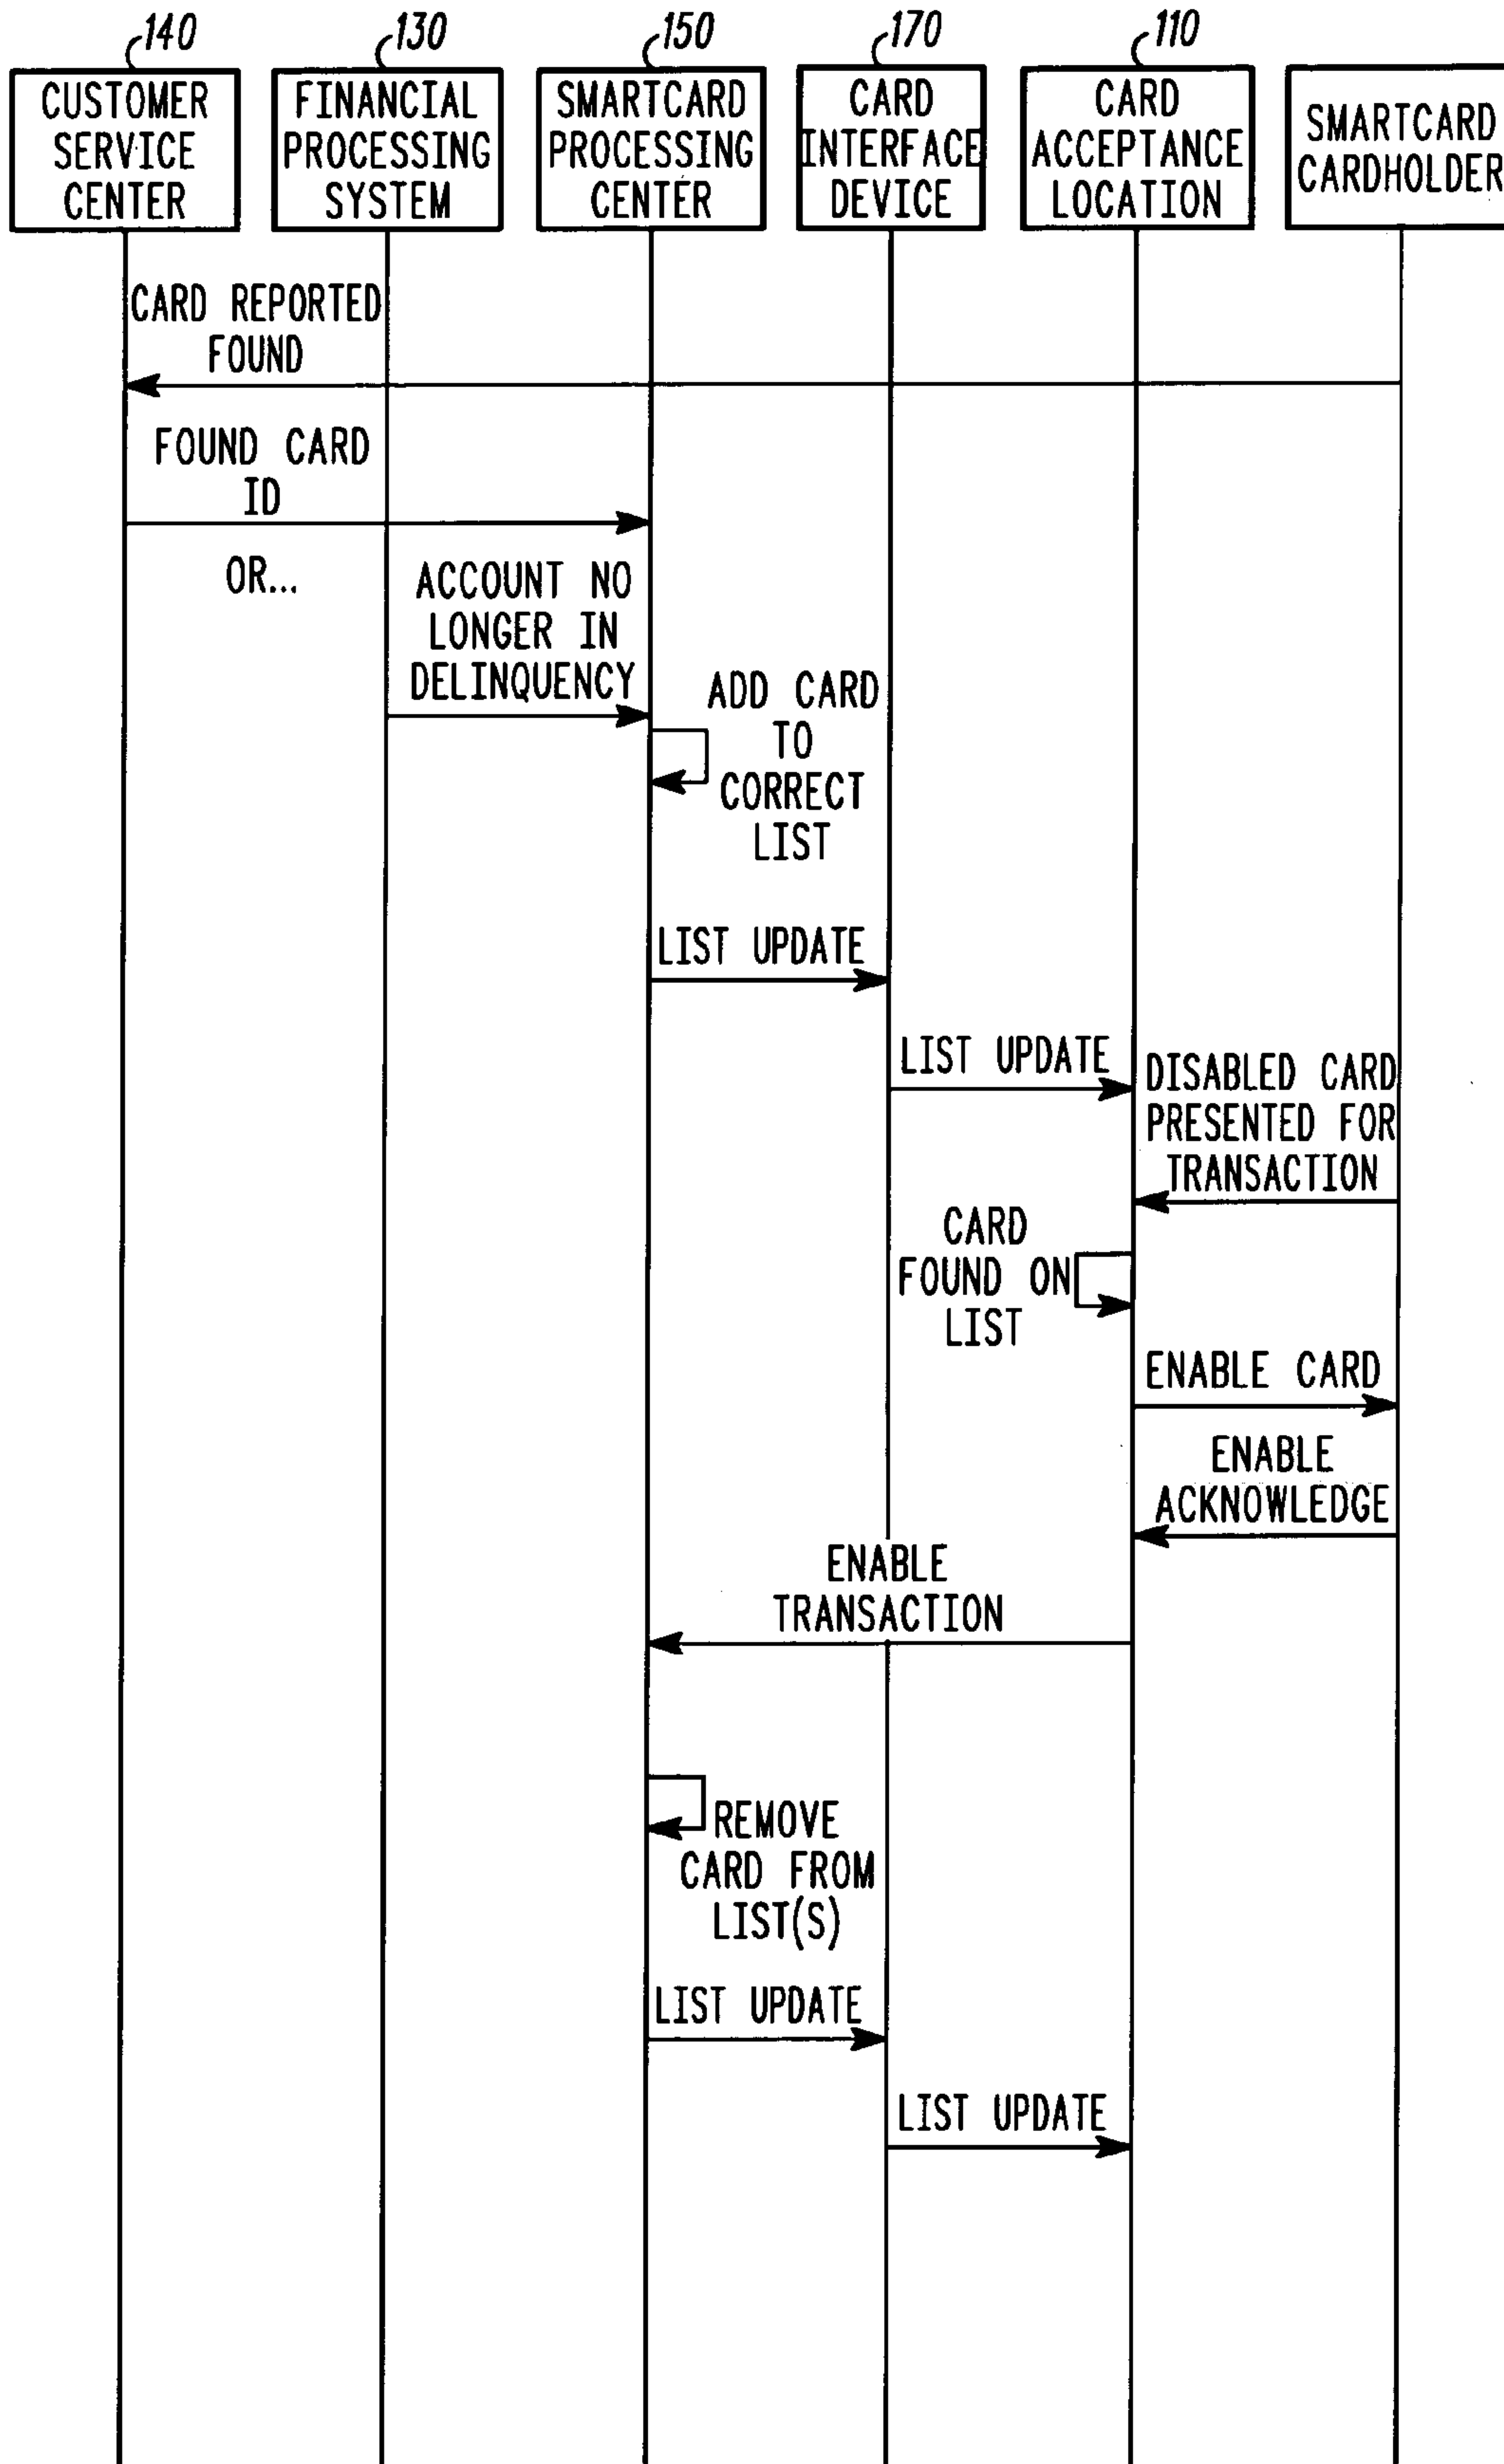 140
130
150
170
110
CUSTOMER
SERVICE
CENTER
FINANCIAL
PROCESSING
SYSTEM
SMARTCARD
PROCESSING
CENTER
CARD
INTERFACE
DEVICE
CARD
ACCEPTANCE
LOCATION
SMARTCARD
CARDHOLDER
CARD REPORTED
FOUND
FOUND CARD
ID
OR...
ACCOUNT NO
LONGER IN
DELINQUENCY
ADD CARD
TO
CORRECT
LIST
LIST UPDATE
LIST UPDATE
DISABLED CARD
PRESENTED FOR
TRANSACTION
CARD
FOUND ON
LIST
ENABLE CARD
ENABLE
ACKNOWLEDGE
ENABLE
TRANSACTION
REMOVE
CARD FROM
LIST(S)
LIST UPDATE
LIST UPDATE